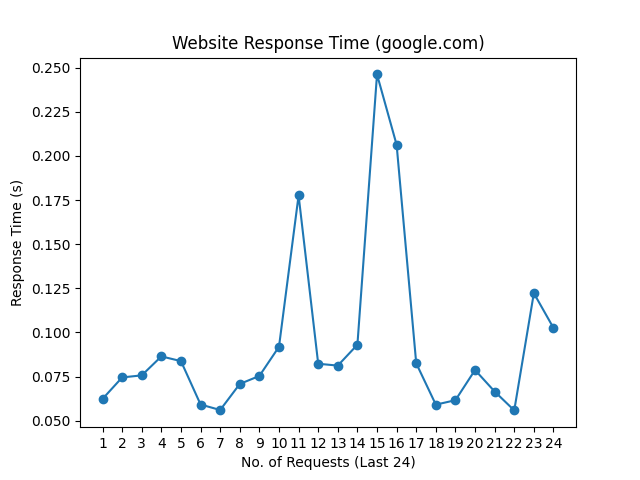 Website Response Time (google.com)
0.250
0.225
0.200
0.175
0.150
0.125
0.100
0.075
0.050
Response Time (s)
1 2 3 4 5 6 7 8 9 10 11 12 13 14 15 16 17 18 19 20 21 22 23 24
No. of Requests (Last 24)